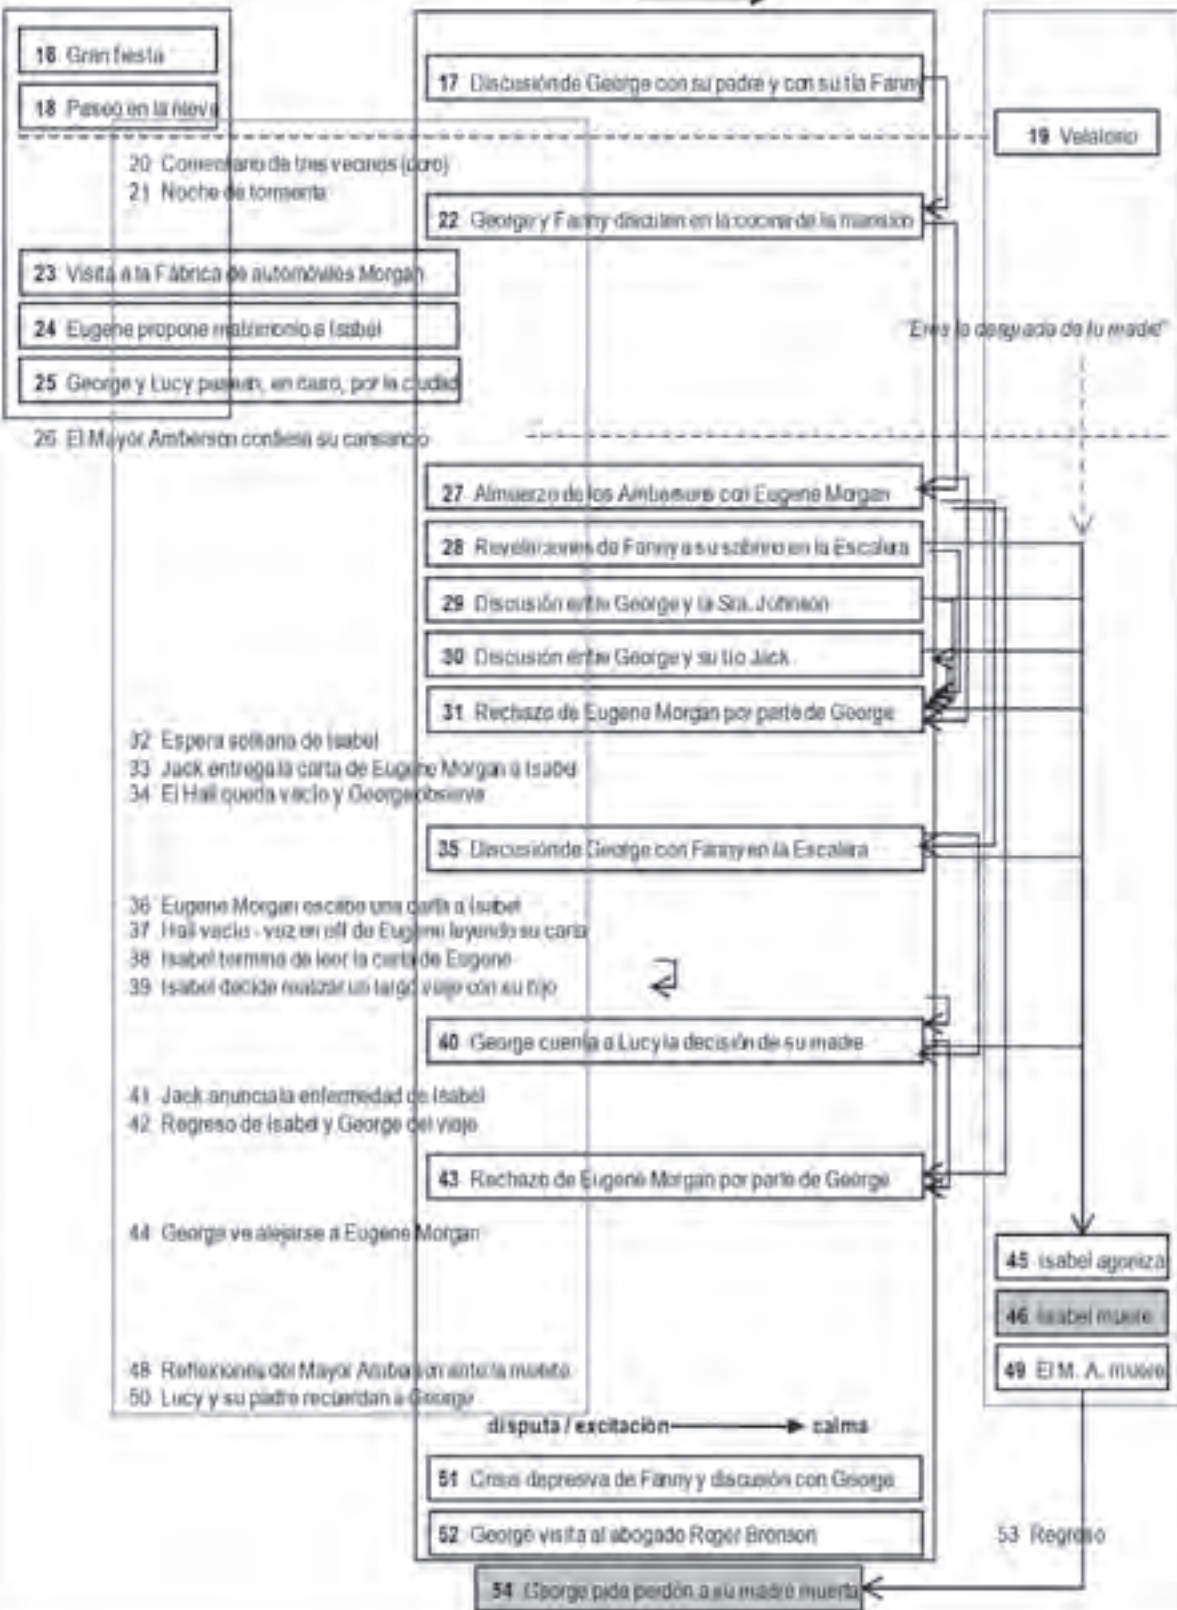 16 Gran fiesta
18 Paseo en la nieve
17 Discusión de George con su padre y con su tía Fanny
19 Velatorio
20 Comentario de tres vecinos (coro)
21 Noche de tormenta
22 George y Fanny discuten en la cocina de la mansión
23 Visita a la Fábrica de automóviles Morgan
24 Eugene propone matrimonio a Isabel
25 George y Lucy pasean, en, por la ciudad
"Eres la desgracia de tu madre"
26 El Mayor Amberson confiesa su cansancio
27 Almuerzo de los Ambersons con Eugene Morgan
28 Revelaciones de Fanny a su sobrino en la Escalera
29 Discusión entre George y la Sra. Johnson
30 Discusión entre George y su tío Jack
31 Rechazo de Eugene Morgan por parte de George
32 Espera solitaria de Isabel
33 Jack entrega la carta de Eugene Morgan a Isabel
34 El Hall queda vacío y George observa
35 Discusión de George con Fanny en la Escalera
36 Eugene Morgan escribe una carta a Isabel
37 Hall vacío - voz en off de Eugene leyendo su carta
38 Isabel termina de leer la carta de Eugene
39 Isabel decide realizar un largo viaje con su hijo
40 George cuenta a Lucy la decisión de su madre
41 Jack anuncia la enfermedad de Isabel
42 Regreso de Isabel y George del viaje
43 Rechazo de Eugene Morgan por parte de George
44 George ve alejarse a Eugene Morgan
45 Isabel agoniza
46 Isabel muere
48 Reflexiones del Mayor Amberson ante la muerte
49 El M. A. muere
50 Lucy y su padre recuerdan a George
disputa / excitación calma
51 Crisis depresiva de Fanny y discusión con George
52 George visita al abogado Roger Bronson
53 Regreso
54 George pide perdón a su madre muerta